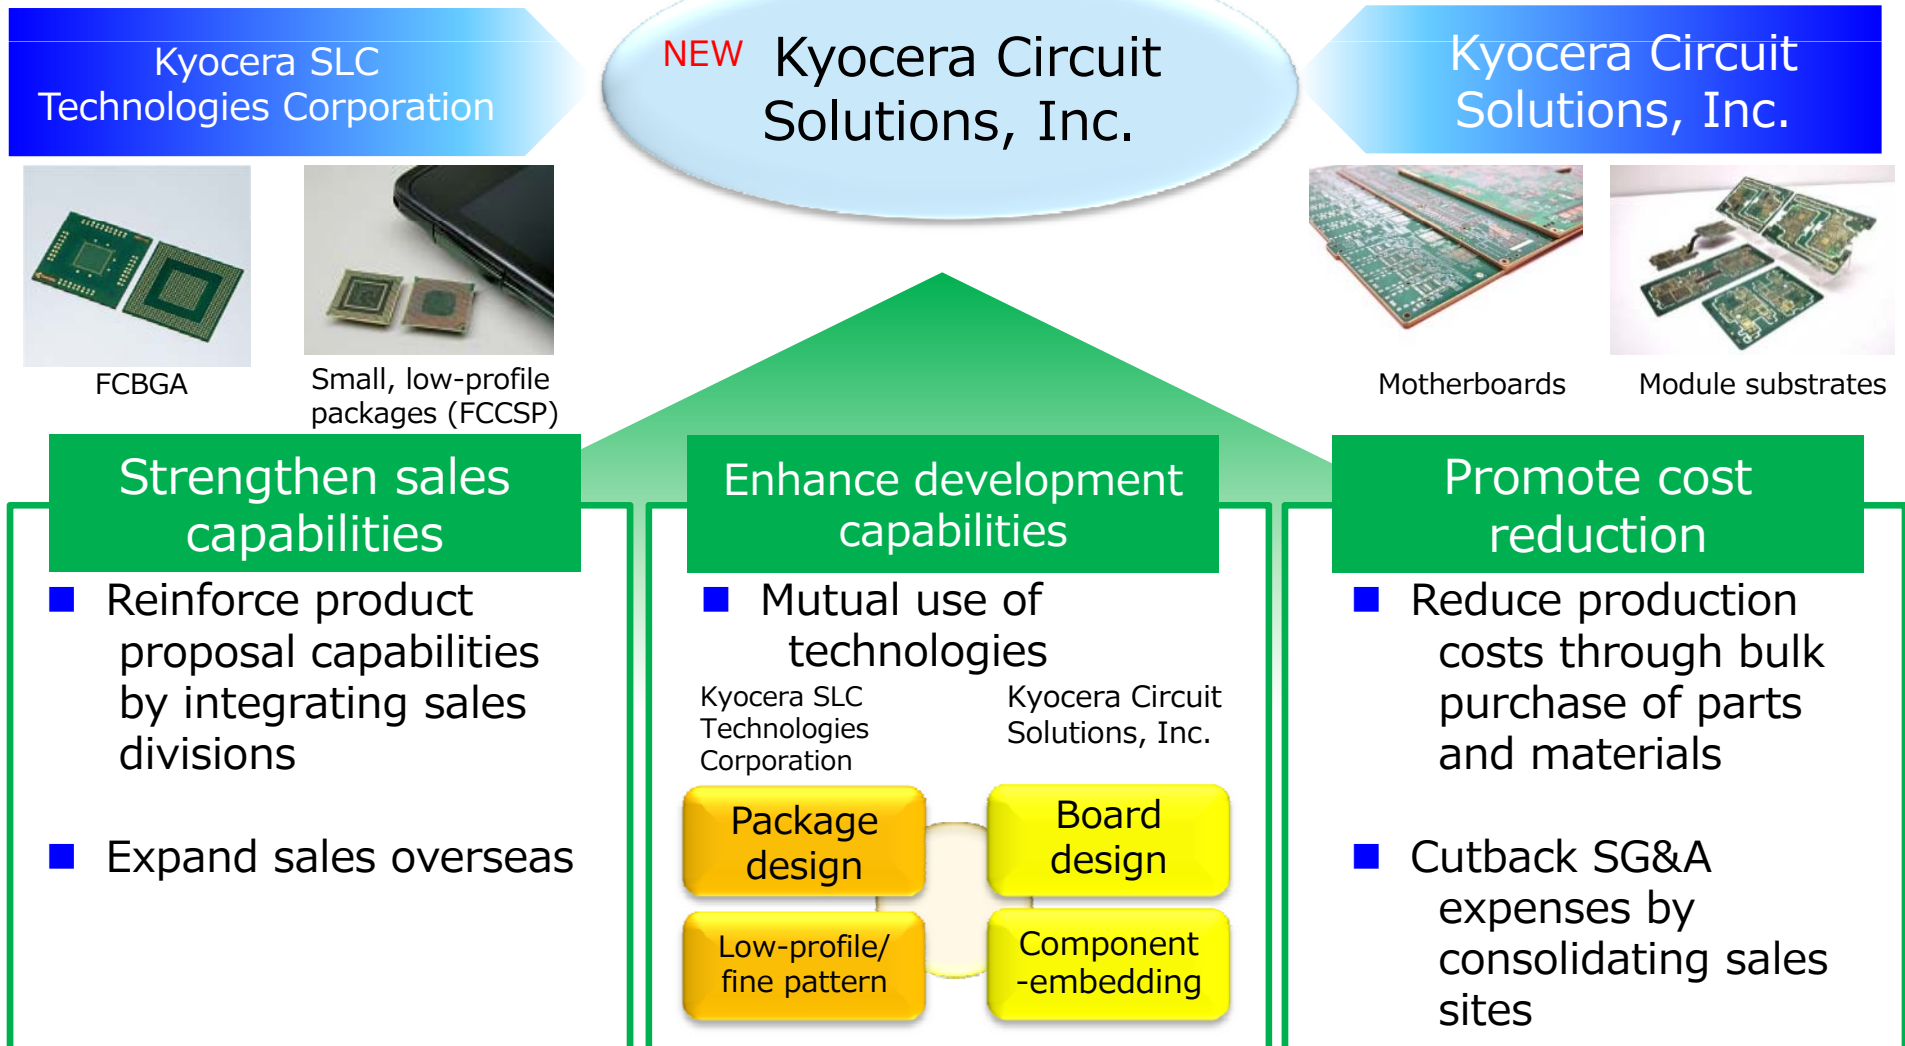 Kyocera SLC
Technologies Corporation
NEW Kyocera Circuit
Solutions, Inc.
Kyocera Circuit
Solutions, Inc.
FCBGA
Small, low-profile
packages (FCCSP)
Motherboards
Module substrates
Strengthen sales
capabilities
■ Reinforce product
proposal capabilities
by integrating sales
divisions
■ Expand sales overseas
Enhance development
capabilities
■ Mutual use of
technologies
Kyocera SLC
Technologies
Corporation
Kyocera Circuit
Solutions, Inc.
Package
design
Board
design
Low-profile/
fine pattern
Component
-embedding
Promote cost
reduction
■ Reduce production
costs through bulk
purchase of parts
and materials
■ Cutback SG&A
expenses by
consolidating sales
sites